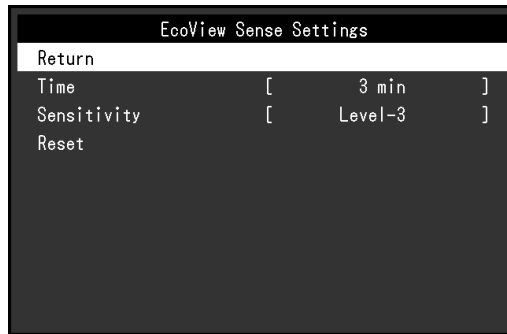 EcoView Sense Settings
Return
Time [ 3 min ]
Sensitivity [ Level-3 ]
Reset